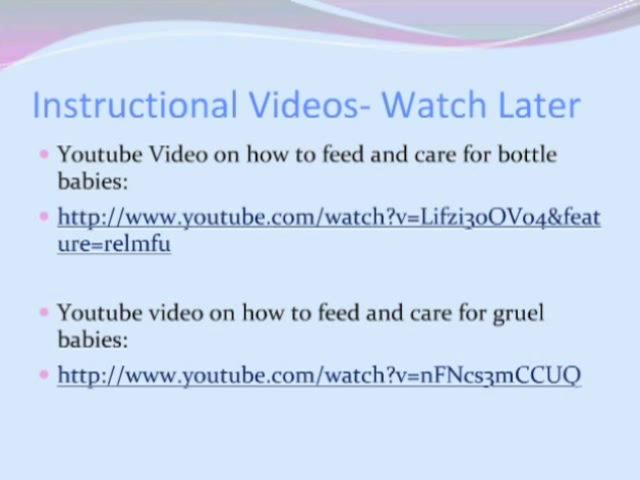 Instructional Videos- Watch Later
Youtube Video on how to feed and care for bottle
babies:
http://www.youtube.com/watch?v=Lifzi30OV04&feat
ure=relmfu
Youtube video on how to feed and care for gruel
babies:
http://www.youtube.com/watch?v=nFNcs3mCCUQ